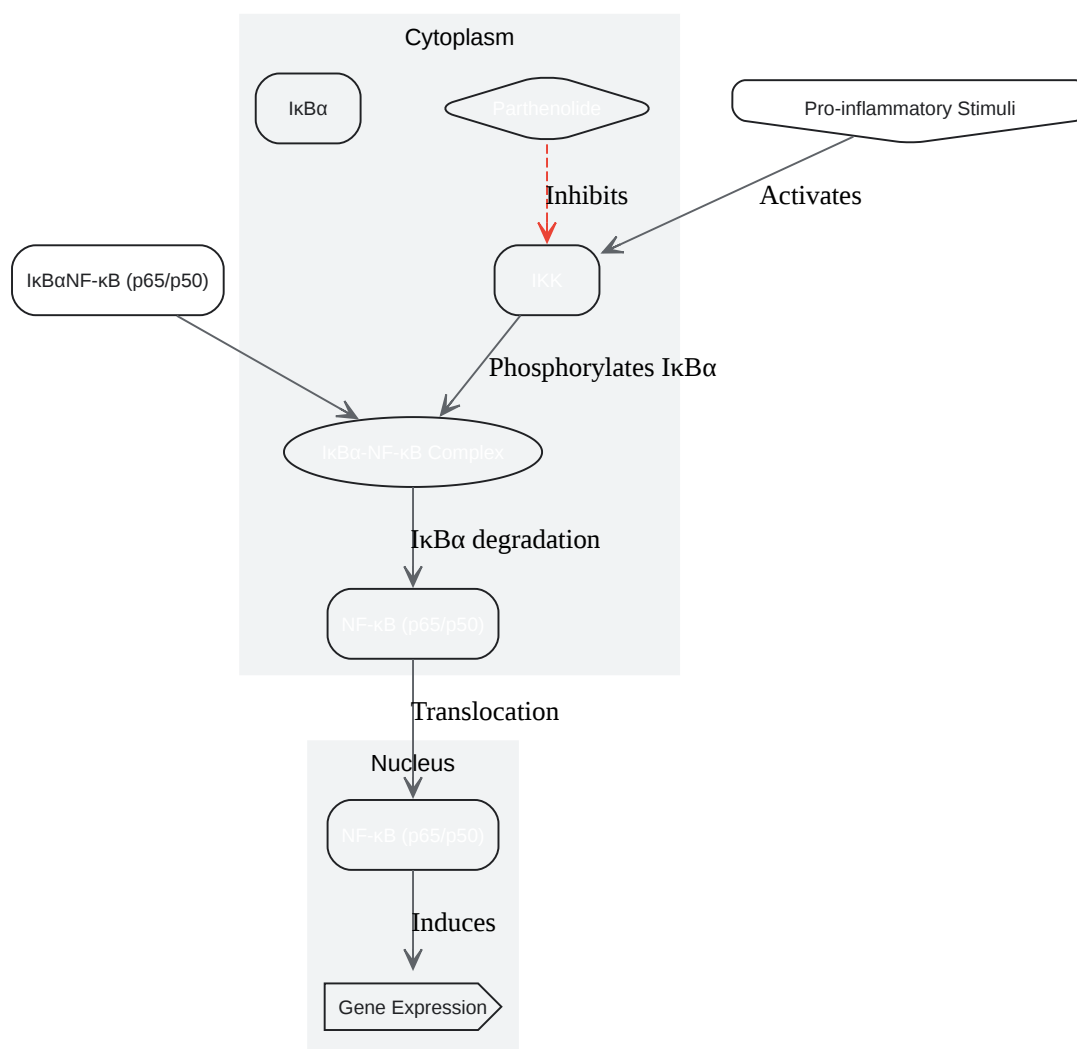 Cytoplasm
IκBα
Parthenolide
Pro-inflammatory Stimuli
Inhibits
Activates
IκBαNF-κB (p65/p50)
IKK
Phosphorylates IκBα
IκBα-NF-κB Complex
IκBα degradation
NF-κB (p65/p50)
Translocation
Nucleus
NF-κB (p65/p50)
Induces
Gene Expression